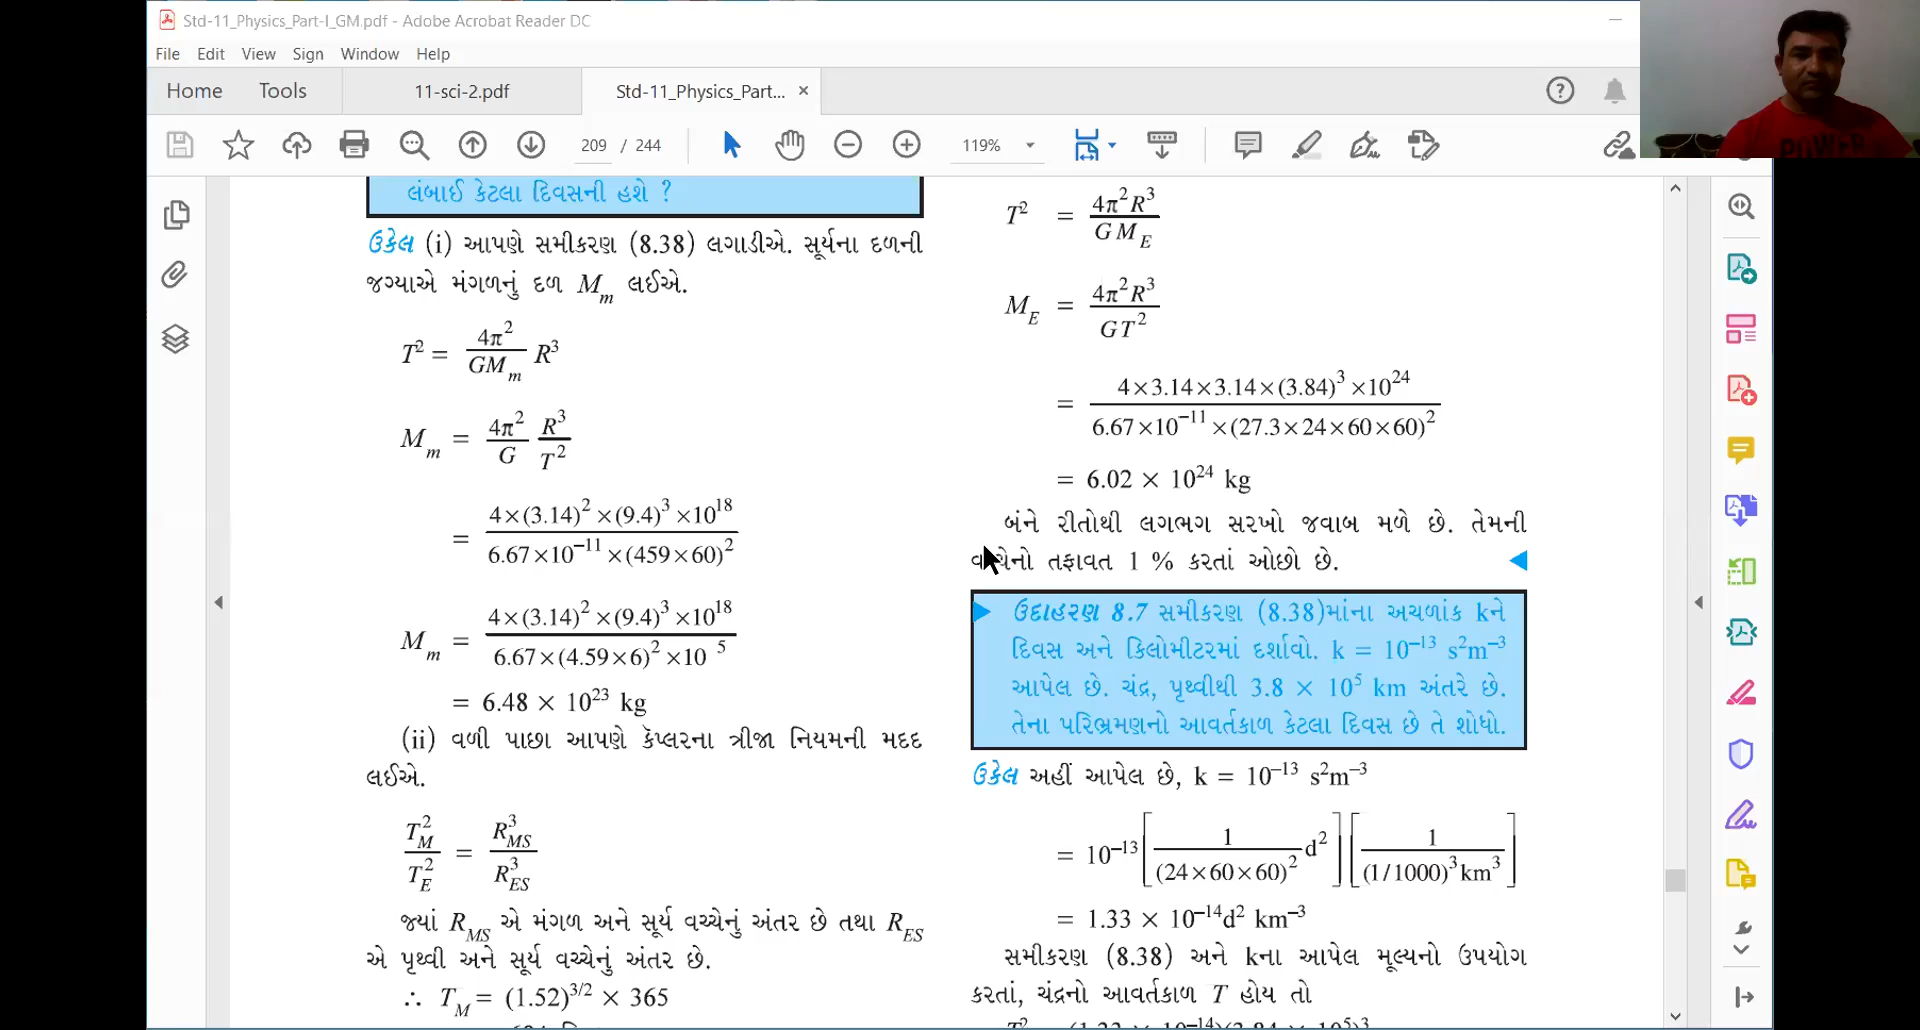 Std-11_Physics_Part-I_GM.pdf - Adobe Acrobat Reader DC
File Edit View Window Help
Home Tools 11-sci-2.pdf Std-11_Physics_Part... ×
209 / 244 119%
લંબાઈ કેટલા દિવસની હશે ?
ઉકેલ (i) આપણે સમીકરણ (8.38) લગાડીએ. સૂર્યના દળની
જગ્યાએ મંગળનું દળ M_m લઈએ.
T² = 4π²/GM_m R³
M_m = 4π²/G R³/T²
= 4×(3.14)²×(9.4)³×10¹⁸ / 6.67×10⁻¹¹×(459×60)²
M_m = 4×(3.14)²×(9.4)³×10¹⁸ / 6.67×(4.59×6)²×10 ⁵
= 6.48 × 10²³ kg
(ii) વળી પાછા આપણે કૅપ્લરના ત્રીજા નિયમની મદદ
લઈએ.
T_M²/T_E² = R_MS³/R_ES³
જ્યાં R_MS એ મંગળ અને સૂર્ય વચ્ચેનું અંતર છે તથા R_ES
એ પૃથ્વી અને સૂર્ય વચ્ચેનું અંતર છે.
∴ T_M = (1.52)^3/2 × 365
T² = 4π²R³/GM_E
M_E = 4π²R³/GT²
= 4×3.14×3.14×(3.84)³×10²⁴ / 6.67×10⁻¹¹×(27.3×24×60×60)²
= 6.02 × 10²⁴ kg
બંને રીતોથી લગભગ સરખો જવાબ મળે છે. તેમની
તફાવત 1 % કરતાં ઓછો છે.
ઉદાહરણ 8.7 સમીકરણ (8.38)માંના અચળાંક kને
દિવસ અને કિલોમીટરમાં દર્શાવો. k = 10⁻¹³ s²m⁻³
આપેલ છે. ચંદ્ર, પૃથ્વીથી 3.8 × 10⁵ km અંતરે છે.
તેના પરિભ્રમણનો આવર્તકાળ કેટલા દિવસ છે તે શોધો.
ઉકેલ અહીં આપેલ છે, k = 10⁻¹³ s²m⁻³
= 10⁻¹³ [1/(24×60×60)² d²] [1/(1/1000)³km³]
= 1.33 × 10⁻¹⁴d² km⁻³
સમીકરણ (8.38) અને kના આપેલ મૂલ્યનો ઉપયોગ
કરતાં, ચંદ્રનો આવર્તકાળ T હોય તો
POWER